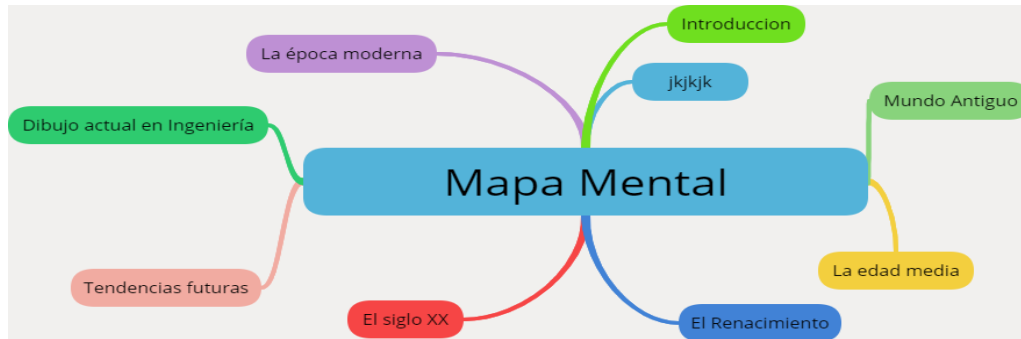 Introduccion
La época moderna
jkjkjk
Mundo Antiguo
Dibujo actual en Ingeniería
Mapa Mental
La edad media
Tendencias futuras
El siglo XX
El Renacimiento